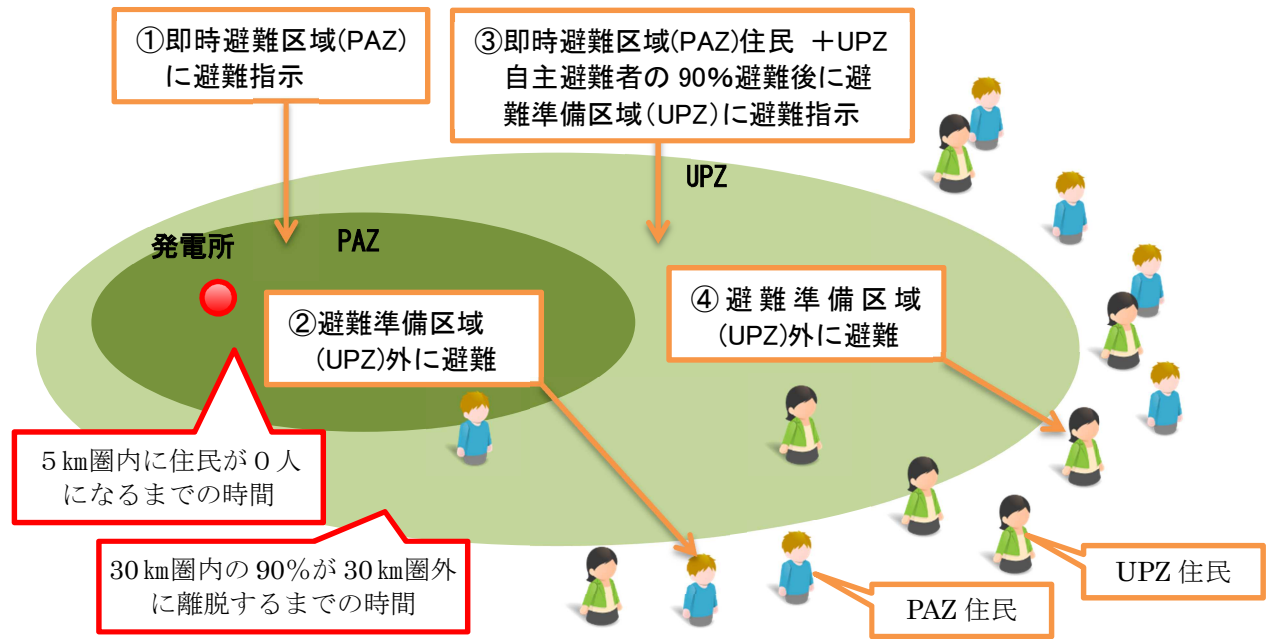 ①即時避難区域(PAZ)
に避難指示
③即時避難区域(PAZ)住民 +UPZ
自主避難者の 90%避難後に避
難準備区域(UPZ)に避難指示
UPZ
発電所
PAZ
②避難準備区域
(UPZ)外に避難
④避難準備区域
(UPZ)外に避難
5㎞圏内に住民が0人
になるまでの時間
30㎞圏内の 90%が 30㎞圏外
に離脱するまでの時間
PAZ 住民
UPZ 住民